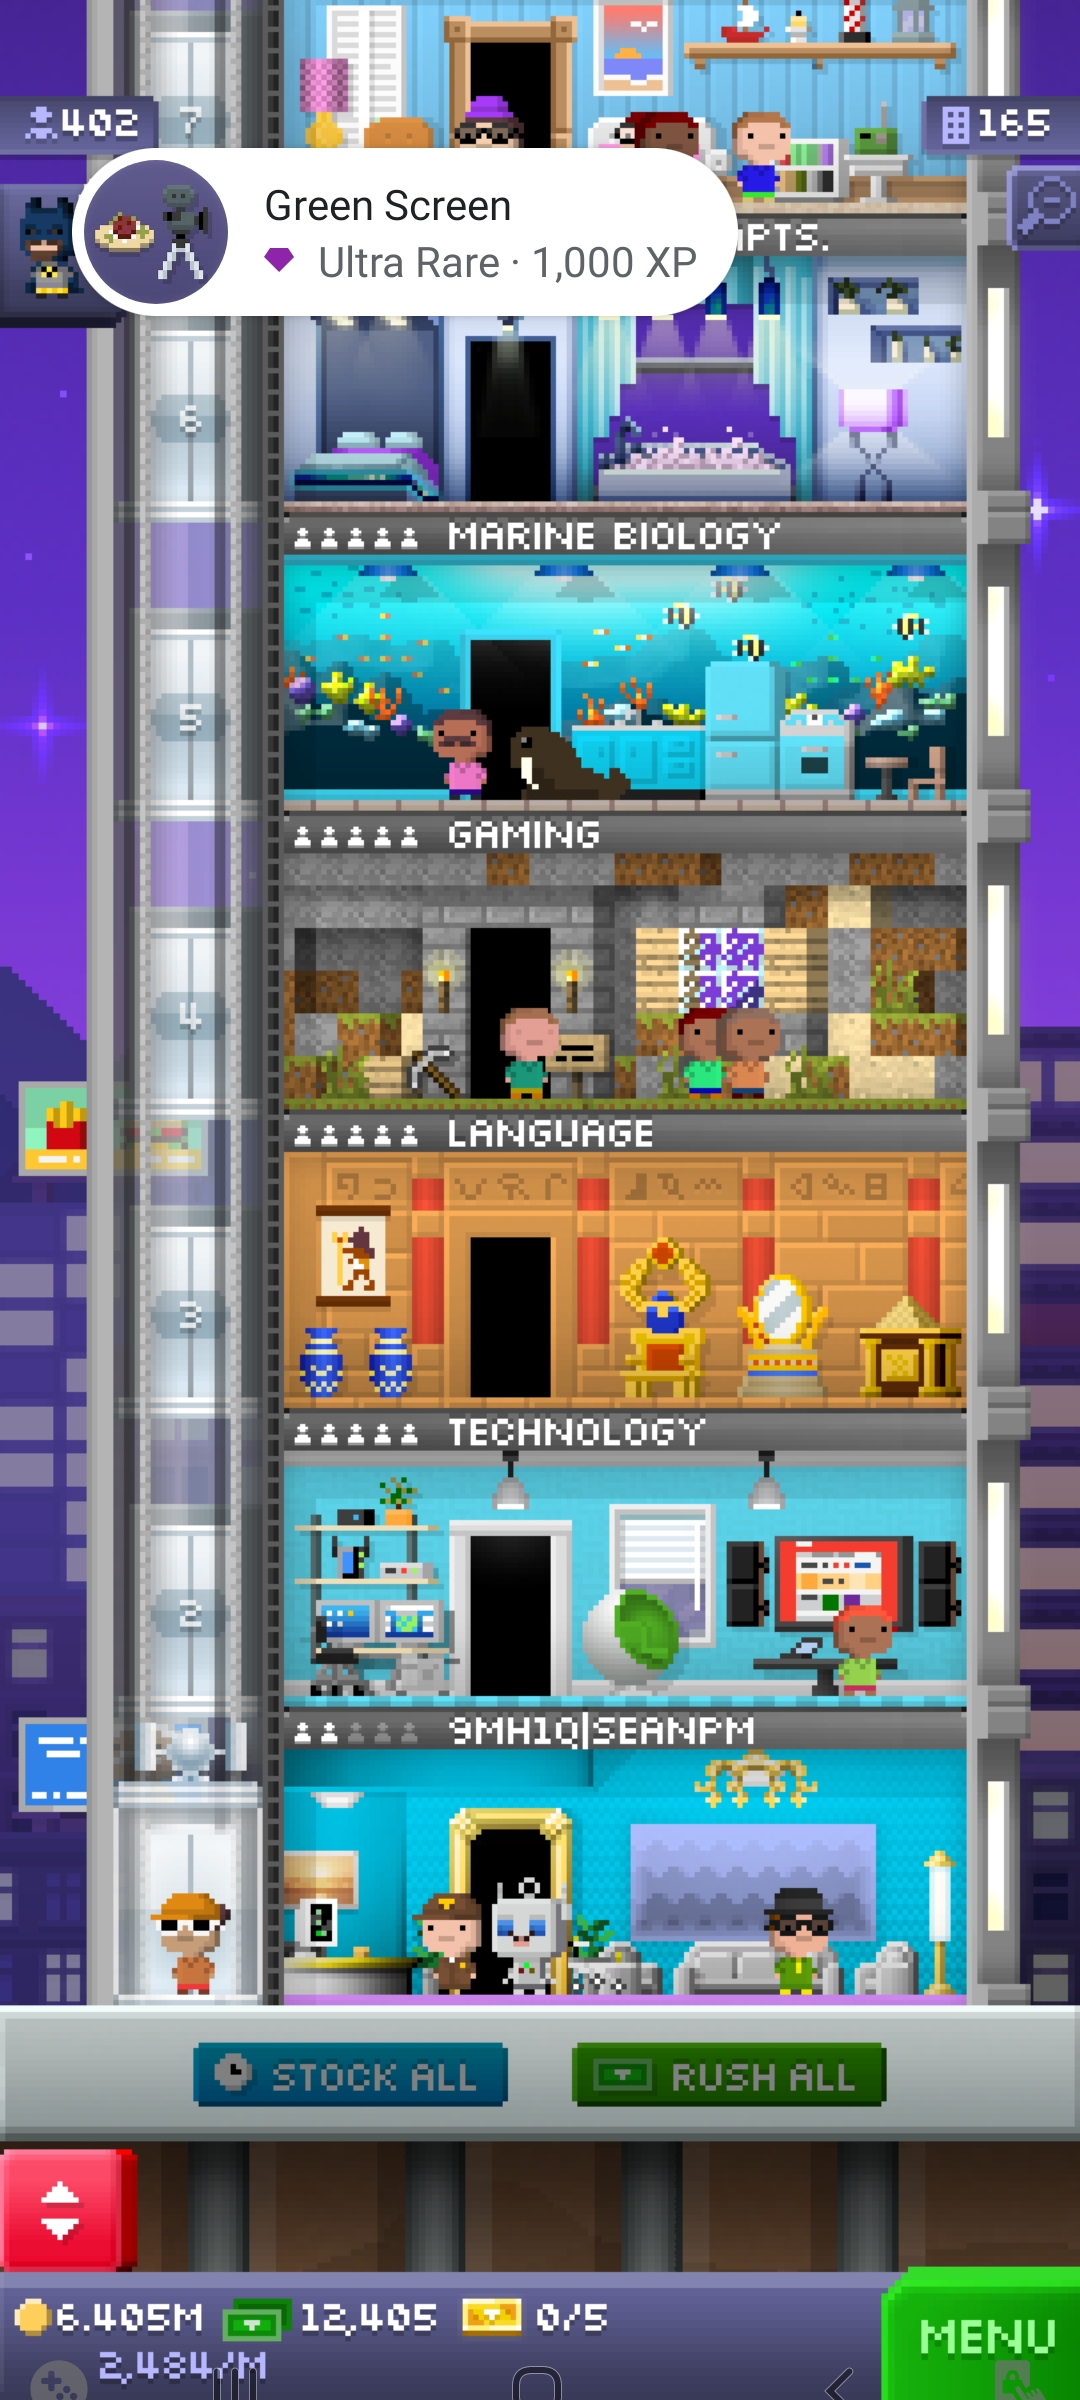 7
402
165
Green Screen
Ultra Rare · 1,000 XP
PTS.
6
MARINE BIOLOGY
5
GAMING
4
LANGUAGE
3
TECHNOLOGY
2
9MH1Q|SEANPM
STOCK ALL
RUSH ALL
6.405M
12,405
0/5
MENU
2,484/M